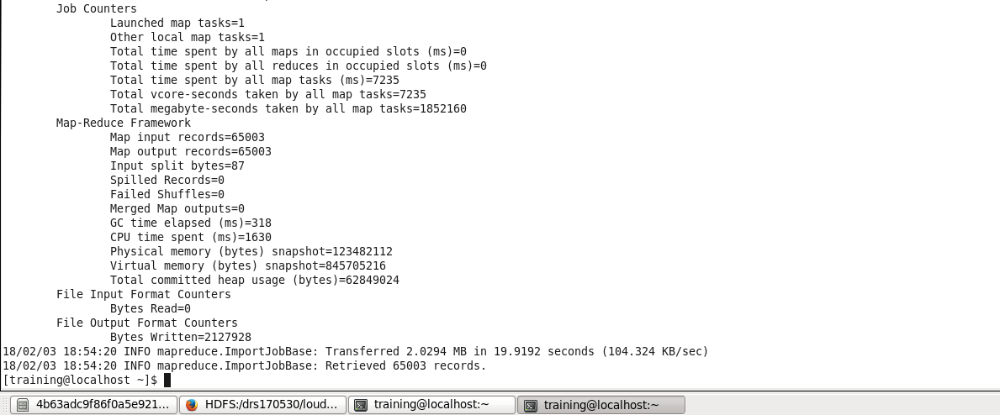 Job Counters
Launched map tasks=1
Other local map tasks=1
Total time spent by all maps in occupied slots (ms)=0
Total time spent by all reduces in occupied slots (ms)=0
Total time spent by all map tasks (ms)=7235
Total vcore-seconds taken by all map tasks=7235
Total megabyte-seconds taken by all map tasks=1852160
Map-Reduce Framework
Map input records=65003
Map output records=65003
Input split bytes=87
Spilled Records=0
Failed Shuffles=0
Merged Map outputs=0
GC time elapsed (ms)=318
CPU time spent (ms)=1630
Physical memory (bytes) snapshot=123482112
Virtual memory (bytes) snapshot=845705216
Total committed heap usage (bytes)=62849024
File Input Format Counters
Bytes Read=0
File Output Format Counters
Bytes Written=2127928
18/02/03 18:54:20 INFO mapreduce.ImportJobBase: Transferred 2.0294 MB in 19.9192 seconds (104.324 KB/sec)
18/02/03 18:54:20 INFO mapreduce.ImportJobBase: Retrieved 65003 records.
[training@localhost ~]$
4b63adc9f86f0a5e921... HDFS:/drs170530/loud... training@localhost:~ training@localhost:~